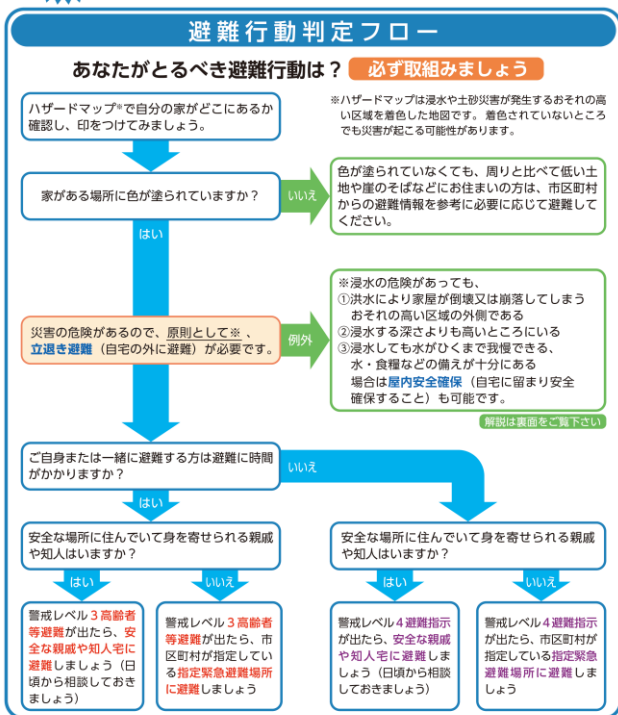 避難行動判定フロー
あなたがとるべき避難行動は？ 必ず取組みましょう
ハザードマップ※で自分の家がどこにあるか
確認し、印をつけてみましょう。
※ハザードマップは浸水や土砂災害が発生するおそれの高
い区域を着色した地図です。着色されていないところ
でも災害が起こる可能性があります。
家がある場所に色が塗られていますか？
いいえ
色が塗られていなくても、周りと比べて低い土
地や崖のそばなどにお住まいの方は、市区町村
からの避難情報を参考に必要に応じて避難して
ください。
はい
災害の危険があるので、原則として※、
立退き避難（自宅の外に避難）が必要です。
例外
※浸水の危険があっても、
①洪水により家屋が倒壊又は崩落してしまう
おそれの高い区域の外側である
②浸水する深さよりも高いところにいる
③浸水しても水がひくまで我慢できる、
水・食糧などの備えが十分にある
場合は屋内安全確保（自宅に留まり安全
確保すること）も可能です。
解説は裏面をご覧下さい
ご自身または一緒に避難する方は避難に時間
がかかりますか？
いいえ
はい
安全な場所に住んでいて身を寄せられる親戚
や知人はいますか？
はい
いいえ
警戒レベル３高齢者
等避難が出たら、安
全な親戚や知人宅に
避難しましょう（日
頃から相談しておき
ましょう）
警戒レベル３高齢者
等避難が出たら、市
区町村が指定してい
る指定緊急避難場所
に避難しましょう
安全な場所に住んでいて身を寄せられる親戚
や知人はいますか？
はい
いいえ
警戒レベル４避難指示
が出たら、安全な親戚
や知人宅に避難しま
しょう（日頃から相談
しておきましょう）
警戒レベル４避難指示
が出たら、市区町村が
指定している指定緊急
避難場所に避難しま
しょう